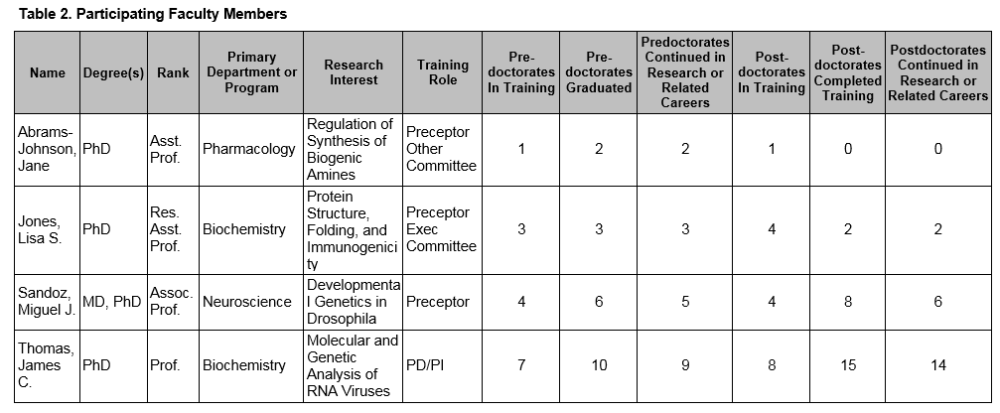 Table 2. Participating Faculty Members
Name
Degree(s)
Rank
Primary
Department or
Program
Research
Interest
Training
Role
Pre-
doctorates
In Training
Pre-
doctorates
Graduated
Predoctorates
Continued in
Research or
Related
Careers
Post-
doctorates
In Training
Post-
doctorates
Completed
Training
Postdoctorates
Continued in
Research or
Related Careers
Abrams-
Johnson,
Jane
PhD
Asst.
Prof.
Pharmacology
Regulation of
Synthesis of
Biogenic
Amines
Preceptor
Other
Committee
1
2
2
1
0
0
Jones,
Lisa S.
PhD
Res.
Asst.
Prof.
Biochemistry
Protein
Structure,
Folding, and
Immunogenici
ty
Preceptor
Exec
Committee
3
3
3
4
2
2
Sandoz,
Miguel J.
MD, PhD
Assoc.
Prof.
Neuroscience
Developmenta
l Genetics in
Drosophila
Preceptor
4
6
5
4
8
6
Thomas,
James
C.
PhD
Prof.
Biochemistry
Molecular and
Genetic
Analysis of
RNA Viruses
PD/PI
7
10
9
8
15
14